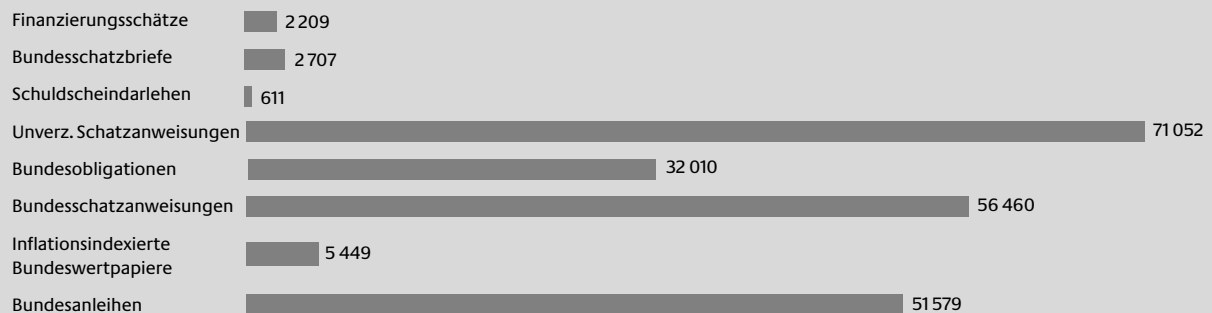 Finanzierungsschätze 2 209
Bundesschatzbriefe 2 707
Schuldscheindarlehen 611
Unverz. Schatzanweisungen 71 052
Bundesobligationen 32 010
Bundesschatzanweisungen 56 460
Inflationsindexierte
Bundeswertpapiere 5 449
Bundesanleihen 51 579